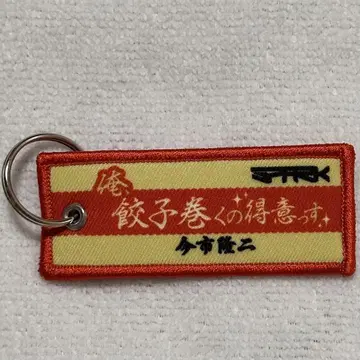 俺、
餃子巻くの得意っす。
今市隆二